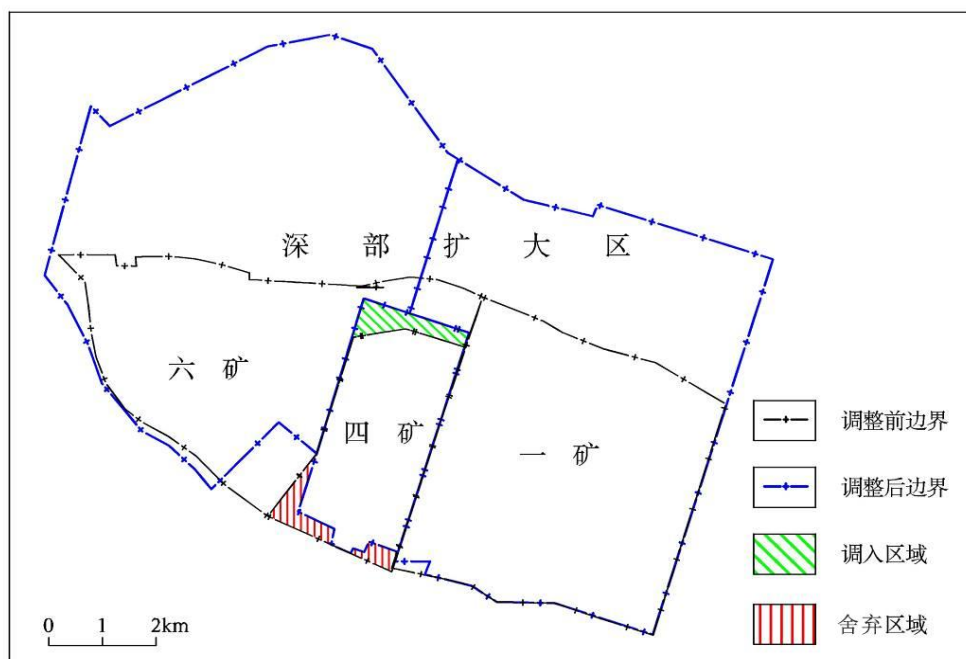 深部扩大区
六矿
四矿
一矿
调整前边界
调整后边界
调入区域
舍弃区域
0 1 2km